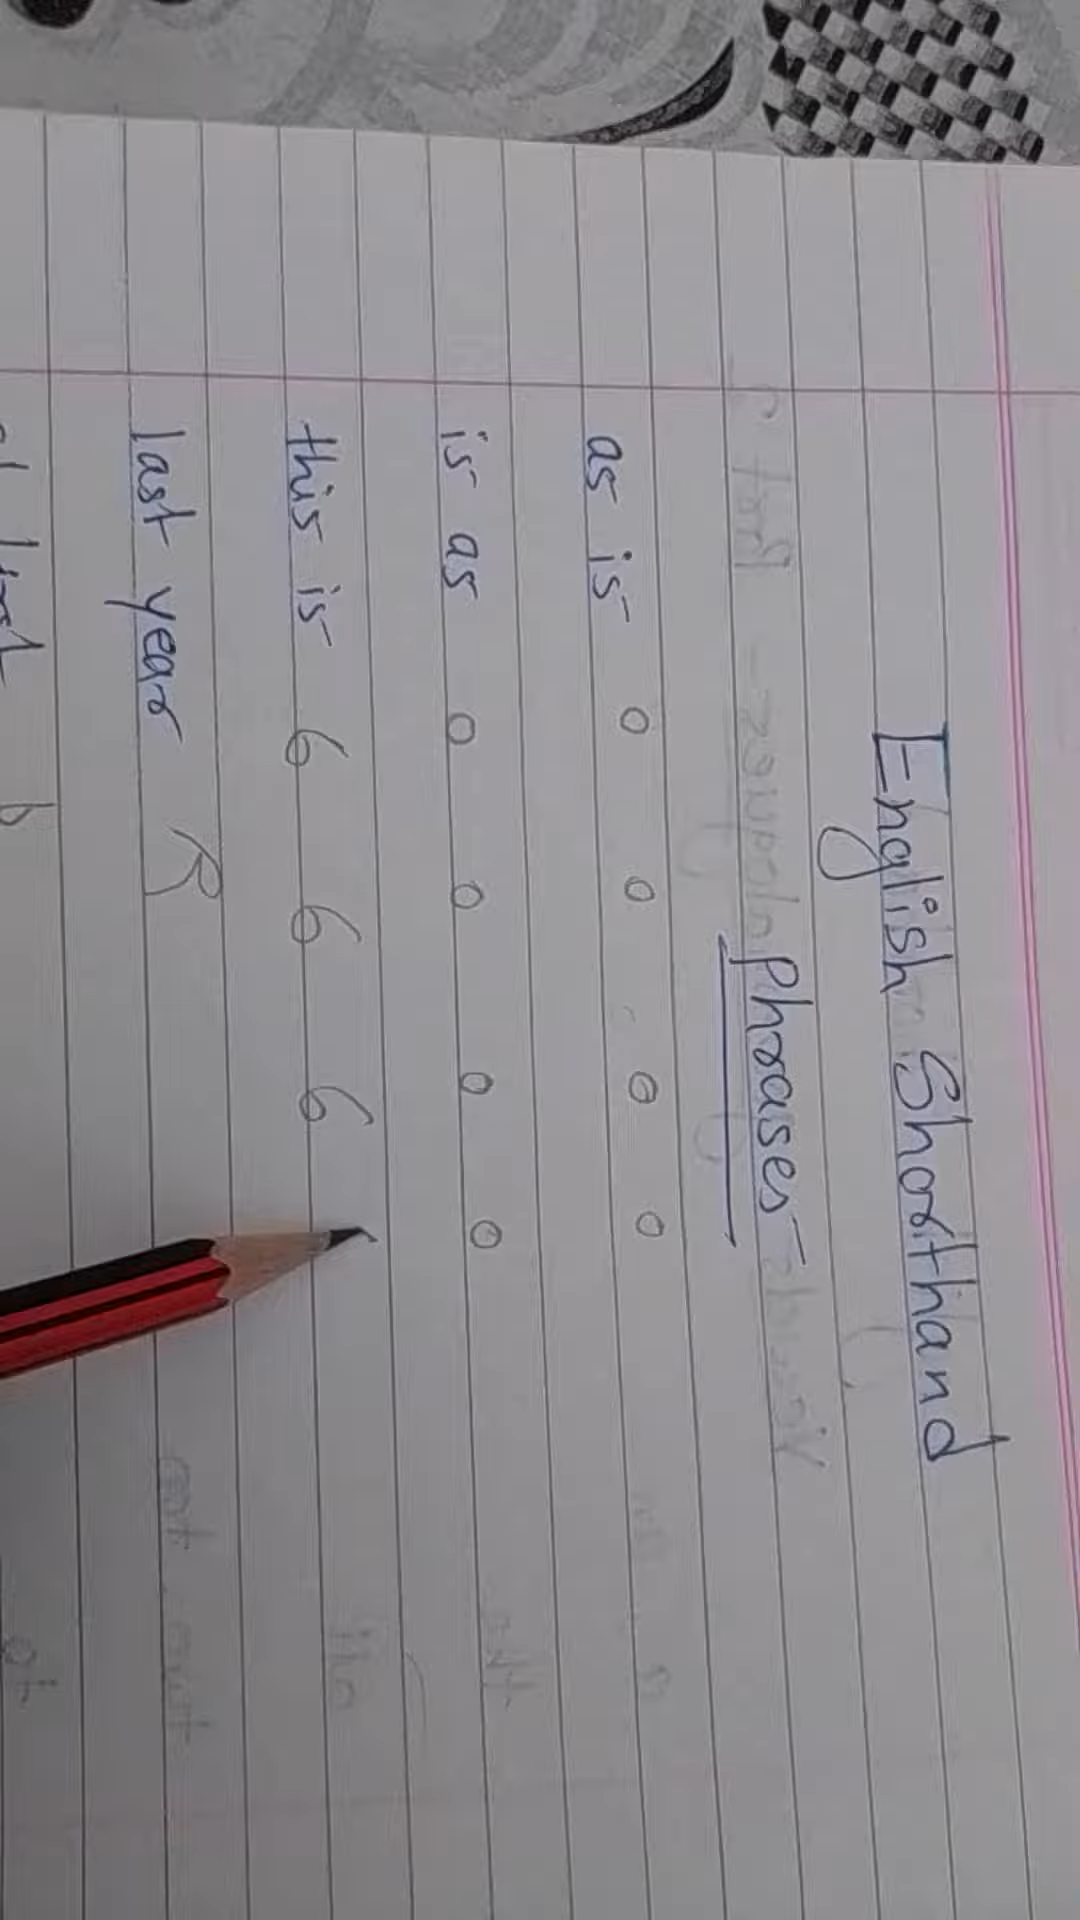 English Shorthand
Phrases
as is
is as
this is
last year